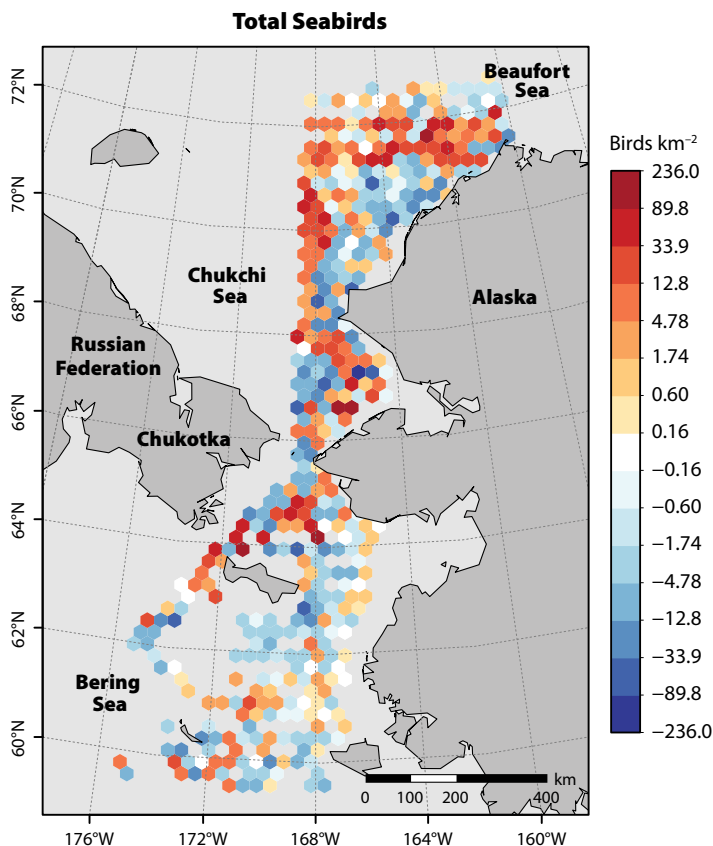 Total Seabirds
Beaufort
Sea
Chukchi
Sea
Alaska
Russian
Federation
Chukotka
Bering
Sea
72°N
70°N
68°N
66°N
64°N
62°N
60°N
176°W
172°W
168°W
164°W
160°W
km
0
100
200
400
Birds km⁻²
236.0
89.8
33.9
12.8
4.78
1.74
0.60
0.16
−0.16
−0.60
−1.74
−4.78
−12.8
−33.9
−89.8
−236.0